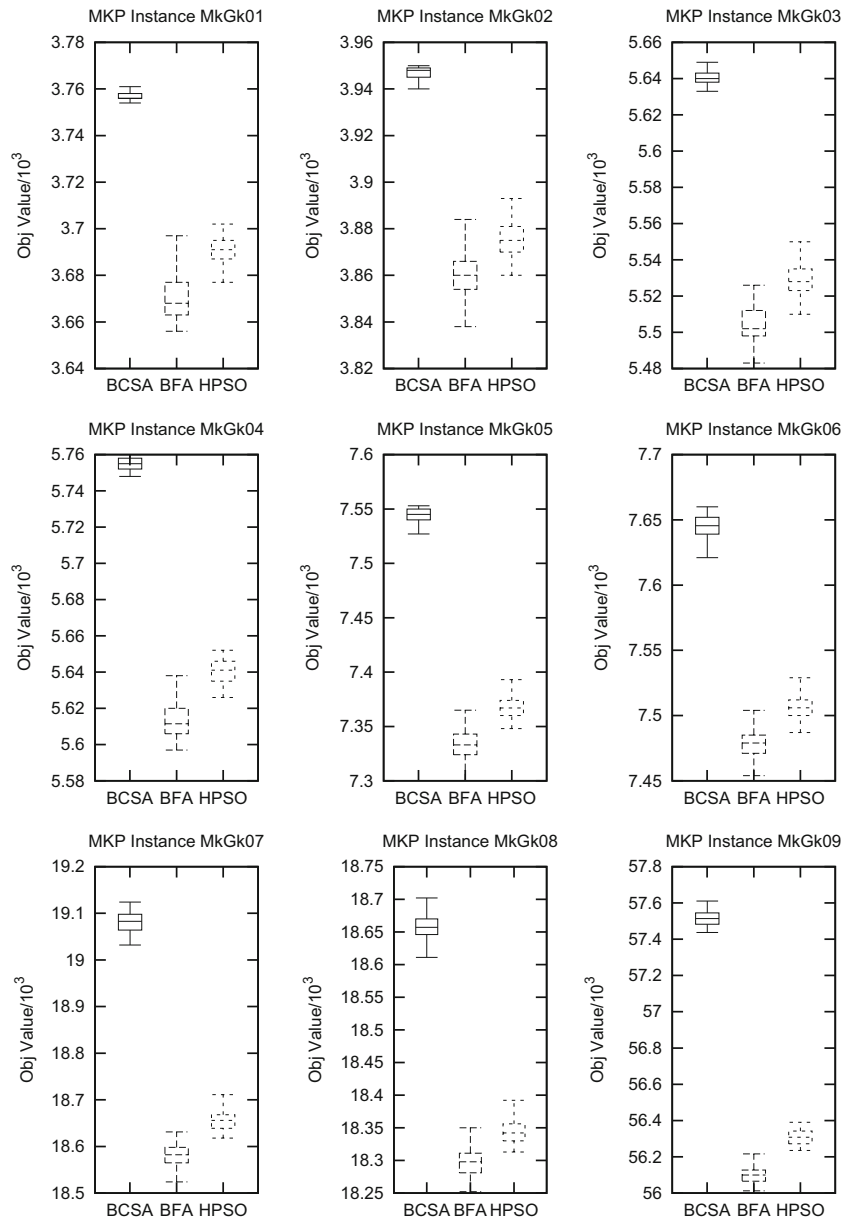 MKP Instance MkGk01
Obj Value/10³
3.78
3.76
3.74
3.72
3.7
3.68
3.66
3.64
BCSA BFA HPSO
MKP Instance MkGk02
Obj Value/10³
3.96
3.94
3.92
3.9
3.88
3.86
3.84
3.82
BCSA BFA HPSO
MKP Instance MkGk03
Obj Value/10³
5.66
5.64
5.62
5.6
5.58
5.56
5.54
5.52
5.5
5.48
BCSA BFA HPSO
MKP Instance MkGk04
Obj Value/10³
5.76
5.74
5.72
5.7
5.68
5.66
5.64
5.62
5.6
5.58
BCSA BFA HPSO
MKP Instance MkGk05
Obj Value/10³
7.6
7.55
7.5
7.45
7.4
7.35
7.3
BCSA BFA HPSO
MKP Instance MkGk06
Obj Value/10³
7.7
7.65
7.6
7.55
7.5
7.45
BCSA BFA HPSO
MKP Instance MkGk07
Obj Value/10³
19.2
19.1
19
18.9
18.8
18.7
18.6
18.5
BCSA BFA HPSO
MKP Instance MkGk08
Obj Value/10³
18.75
18.7
18.65
18.6
18.55
18.5
18.45
18.4
18.35
18.3
18.25
BCSA BFA HPSO
MKP Instance MkGk09
Obj Value/10³
57.8
57.6
57.4
57.2
57
56.8
56.6
56.4
56.2
56
BCSA BFA HPSO